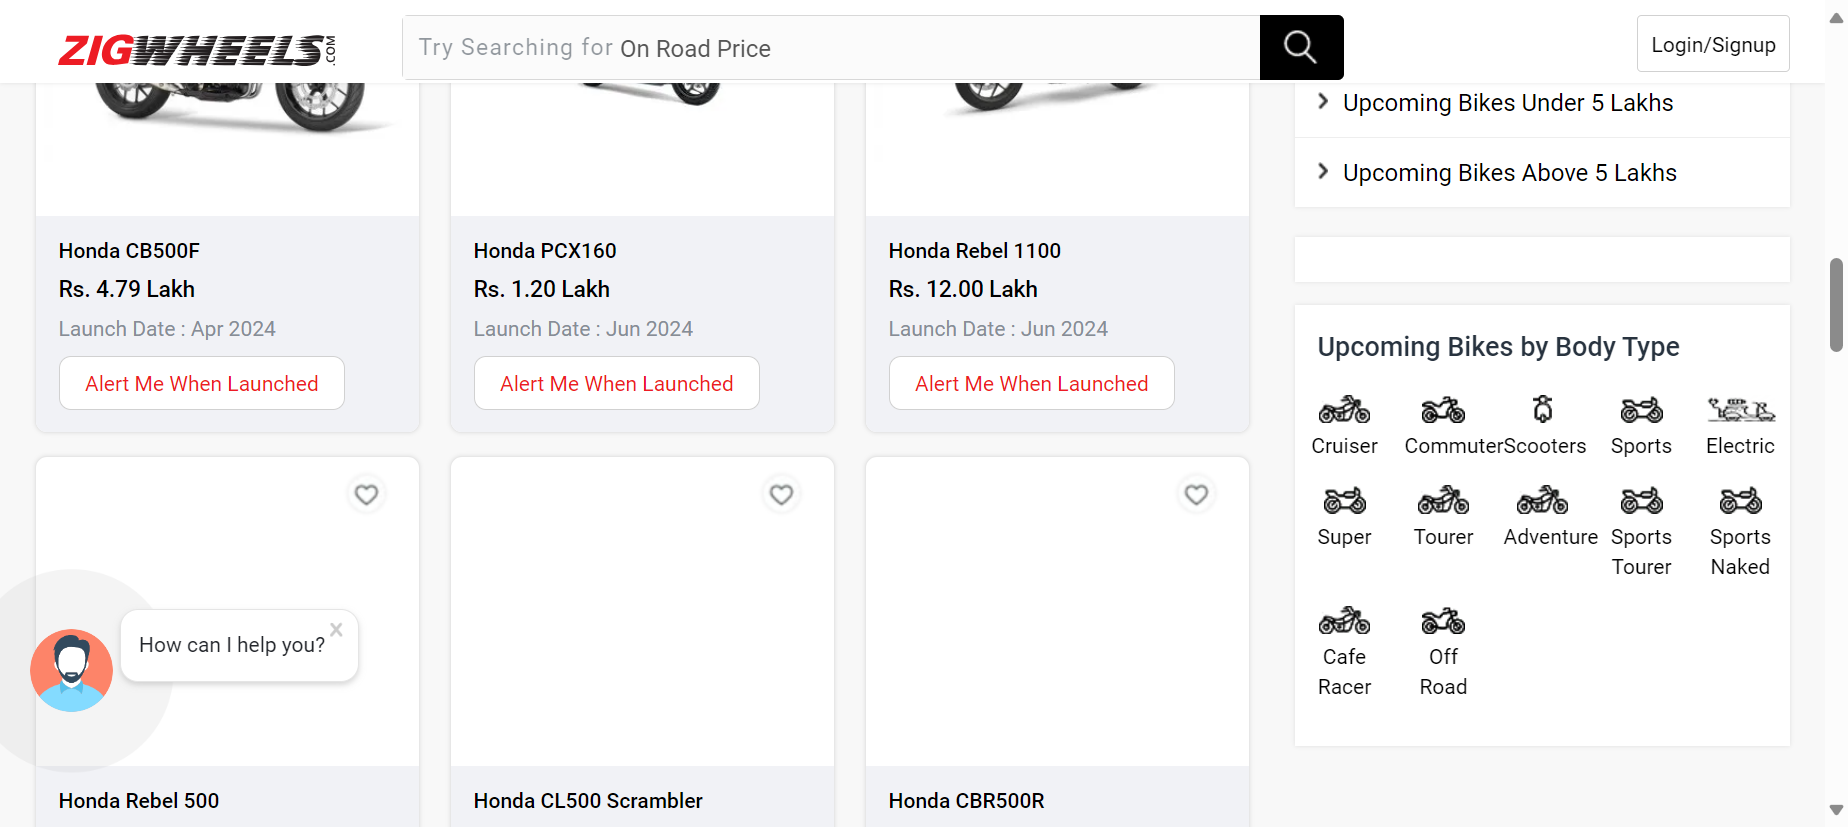 ZIGWHEELS.COM
Try Searching for On Road Price
Login/Signup
Honda CB500F
Rs. 4.79 Lakh
Launch Date : Apr 2024
Alert Me When Launched
Honda PCX160
Rs. 1.20 Lakh
Launch Date : Jun 2024
Alert Me When Launched
Honda Rebel 1100
Rs. 12.00 Lakh
Launch Date : Jun 2024
Alert Me When Launched
How can I help you?
Honda Rebel 500
Honda CL500 Scrambler
Honda CBR500R
Upcoming Bikes Under 5 Lakhs
Upcoming Bikes Above 5 Lakhs
Upcoming Bikes by Body Type
Cruiser
Commuter
Scooters
Sports
Electric
Super
Tourer
Adventure
Sports
Tourer
Sports
Naked
Cafe
Racer
Off
Road